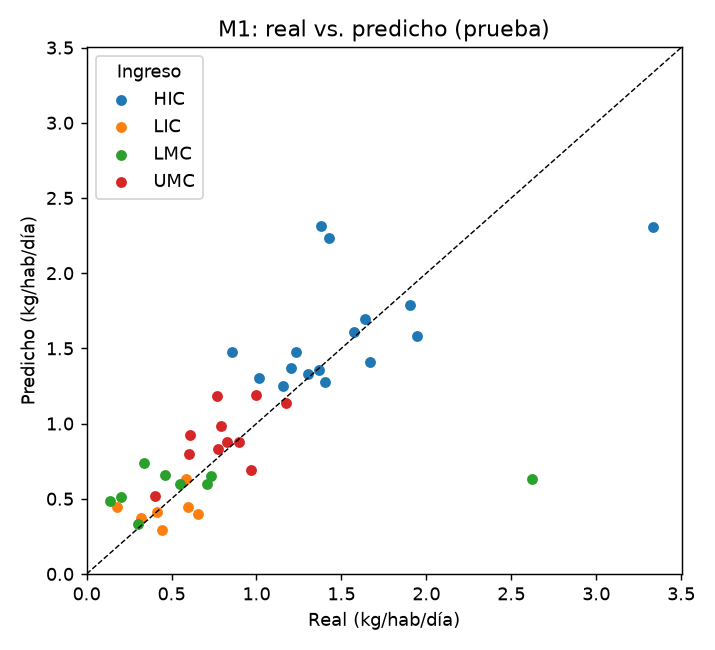 M1: real vs. predicho (prueba)
Ingreso
HIC
LIC
LMC
UMC
Predicho (kg/hab/día)
3.5
3.0
2.5
2.0
1.5
1.0
0.5
0.0
0.0 0.5 1.0 1.5 2.0 2.5 3.0 3.5
Real (kg/hab/día)